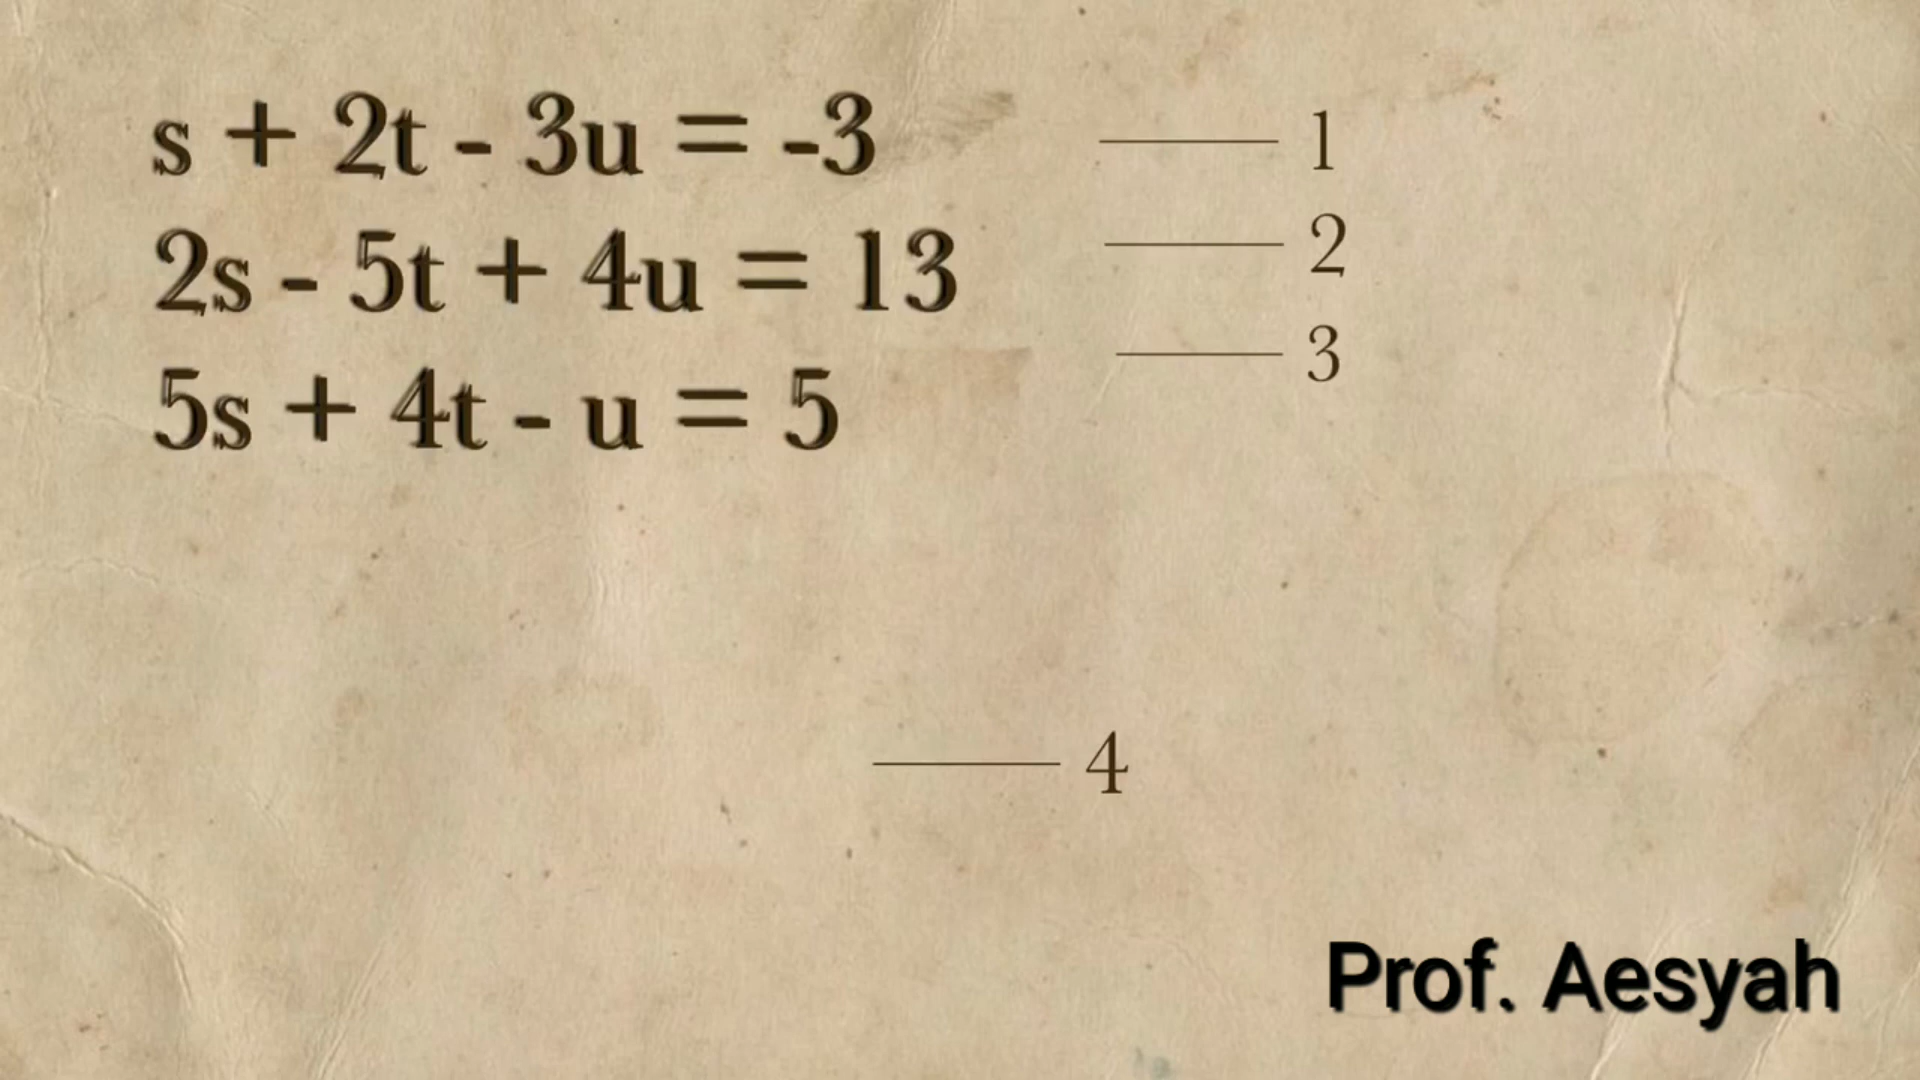 s + 2t - 3u = -3 —— 1
2s - 5t + 4u = 13 —— 2
5s + 4t - u = 5 —— 3
—— 4
Prof. Aesyah